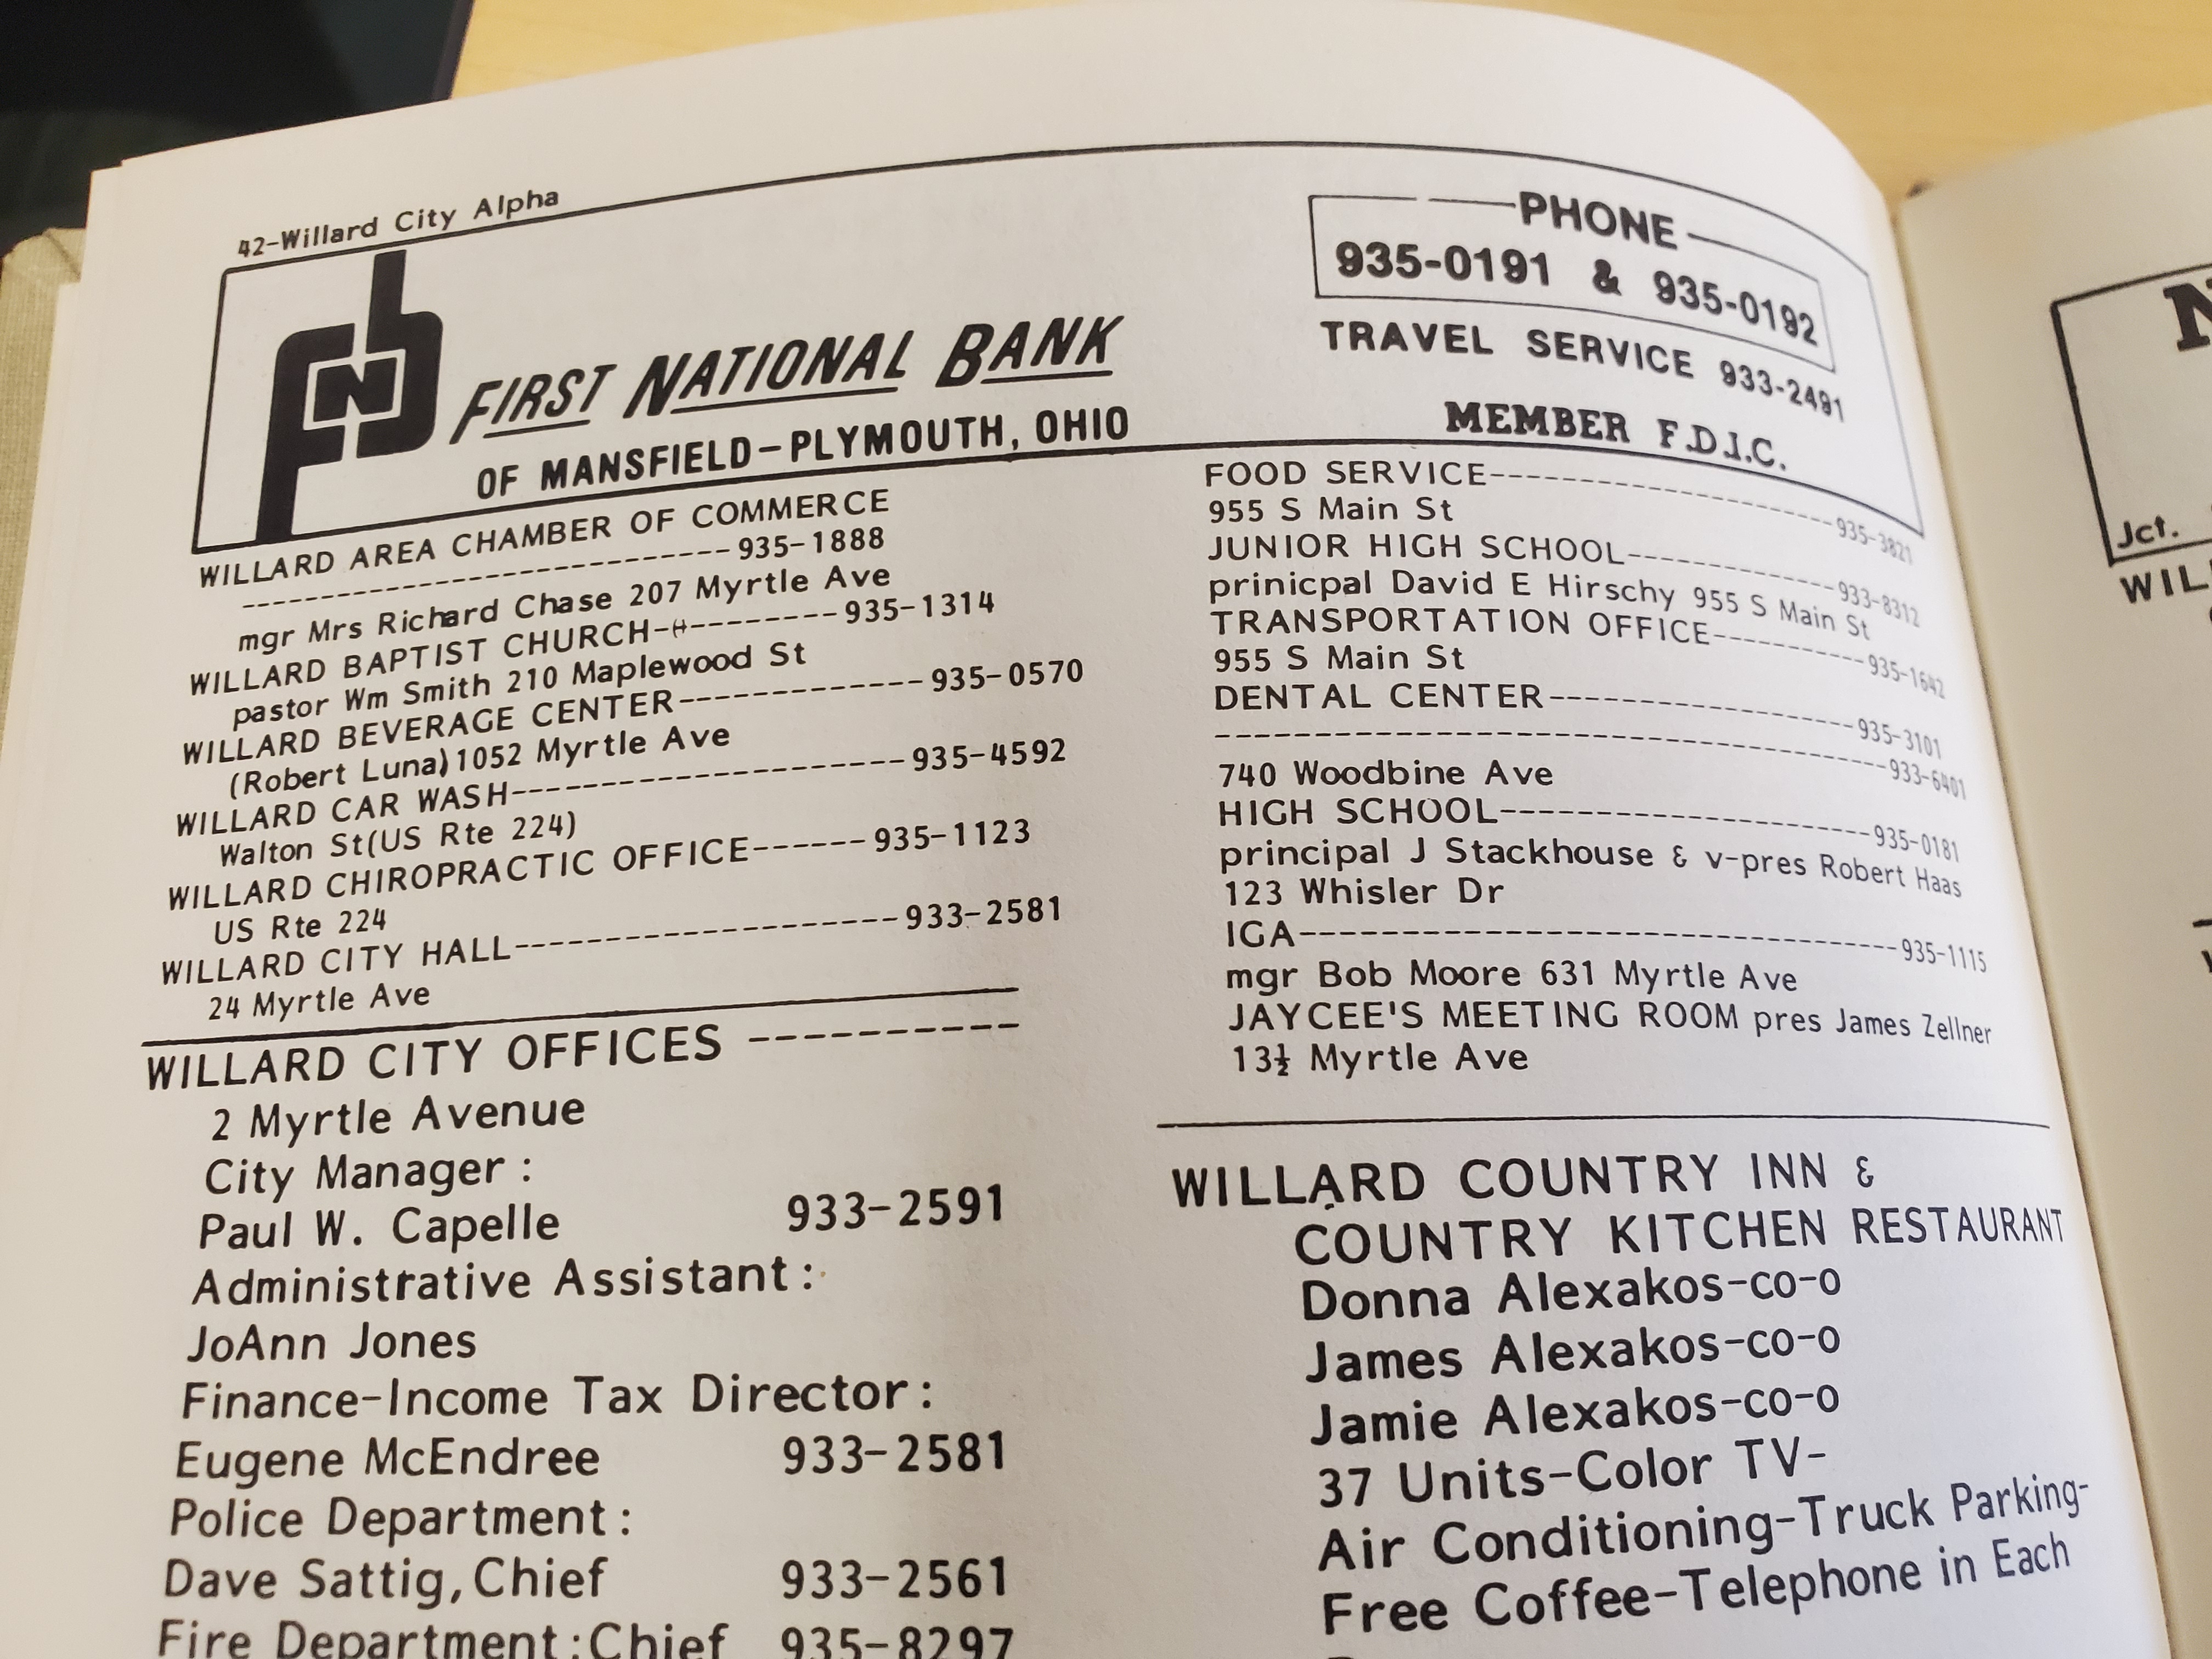 42-Willard City Alpha
FNb
FIRST NATIONAL BANK
OF MANSFIELD-PLYMOUTH, OHIO
PHONE
935-0191 & 935-0192
TRAVEL SERVICE 933-2491
MEMBER F.D.I.C.
WILLARD AREA CHAMBER OF COMMERCE
-----------------------935-1888
mgr Mrs Richard Chase 207 Myrtle Ave
WILLARD BAPTIST CHURCH----------935-1314
pastor Wm Smith 210 Maplewood St
WILLARD BEVERAGE CENTER-------------935-0570
(Robert Luna)1052 Myrtle Ave
WILLARD CAR WASH--------------------935-4592
Walton St(US Rte 224)
WILLARD CHIROPRACTIC OFFICE------935-1123
US Rte 224
WILLARD CITY HALL-------------------933-2581
24 Myrtle Ave
WILLARD CITY OFFICES ----------
2 Myrtle Avenue
City Manager :
Paul W. Capelle 933-2591
Administrative Assistant :
JoAnn Jones
Finance-Income Tax Director :
Eugene McEndree 933-2581
Police Department :
Dave Sattig, Chief 933-2561
Fire Department :Chief 935-8297
FOOD SERVICE--------------------935-3821
955 S Main St
JUNIOR HIGH SCHOOL------------933-8312
prinicpal David E Hirschy 955 S Main St
TRANSPORTATION OFFICE---------935-1642
955 S Main St
DENTAL CENTER------------------935-3101
-----------------------------------933-6401
740 Woodbine Ave
HIGH SCHOOL--------------------935-0181
principal J Stackhouse & v-pres Robert Haas
123 Whisler Dr
IGA-------------------------------935-1115
mgr Bob Moore 631 Myrtle Ave
JAYCEE'S MEETING ROOM pres James Zellner
13½ Myrtle Ave
WILLARD COUNTRY INN &
COUNTRY KITCHEN RESTAURANT
Donna Alexakos-co-o
James Alexakos-co-o
Jamie Alexakos-co-o
37 Units-Color TV-
Air Conditioning-Truck Parking-
Free Coffee-Telephone in Each
Jct.